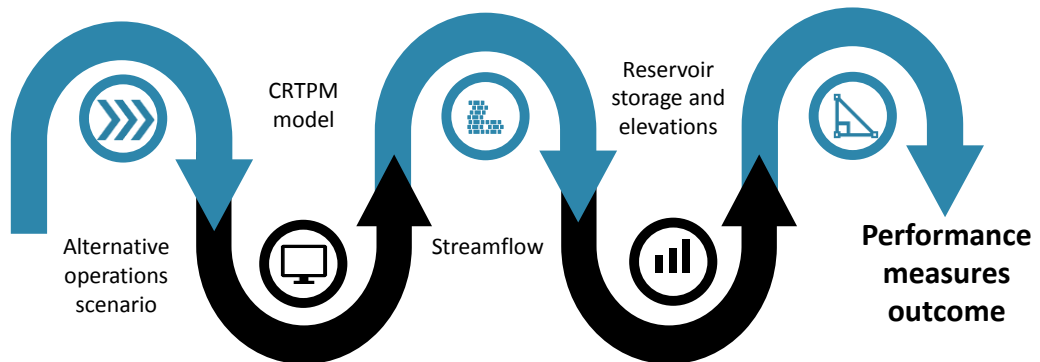 Alternative
operations
scenario
CRTPM
model
Streamflow
Reservoir
storage and
elevations
Performance
measures
outcome